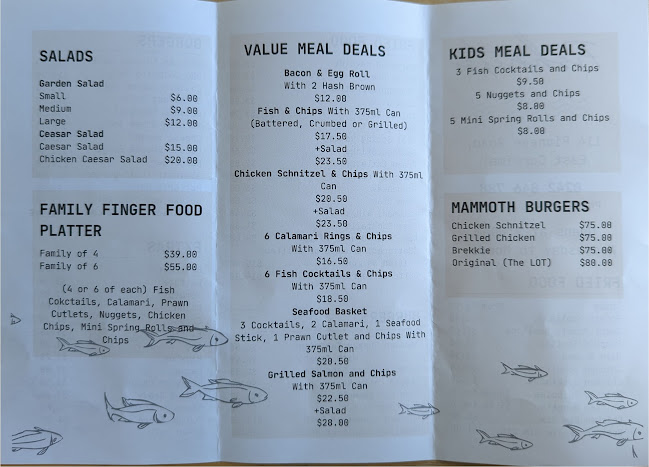 SALADS
Garden Salad
Small $6.00
Medium $9.00
Large $12.00
Ceasar Salad
Caesar Salad $15.00
Chicken Caesar Salad $20.00
FAMILY FINGER FOOD
PLATTER
Family of 4 $39.00
Family of 6 $55.00
(4 or 6 of each) Fish
Cokctails, Calamari, Prawn
Cutlets, Nuggets, Chicken
Chips, Mini Spring Rolls and
Chips
VALUE MEAL DEALS
Bacon & Egg Roll
With 2 Hash Brown
$12.00
Fish & Chips With 375ml Can
(Battered, Crumbed or Grilled)
$17.50
+Salad
$23.50
Chicken Schnitzel & Chips With 375ml
Can
$20.50
+Salad
$23.50
6 Calamari Rings & Chips
With 375ml Can
$16.50
6 Fish Cocktails & Chips
With 375ml Can
$18.50
Seafood Basket
3 Cocktails, 2 Calamari, 1 Seafood
Stick, 1 Prawn Cutlet and Chips With
375ml Can
$20.50
Grilled Salmon and Chips
With 375ml Can
$22.50
+Salad
$28.00
KIDS MEAL DEALS
3 Fish Cocktails and Chips
$9.50
5 Nuggets and Chips
$8.00
5 Mini Spring Rolls and Chips
$8.00
MAMMOTH BURGERS
Chicken Schnitzel $75.00
Grilled Chicken $75.00
Brekkie $75.00
Original (The LOT) $80.00